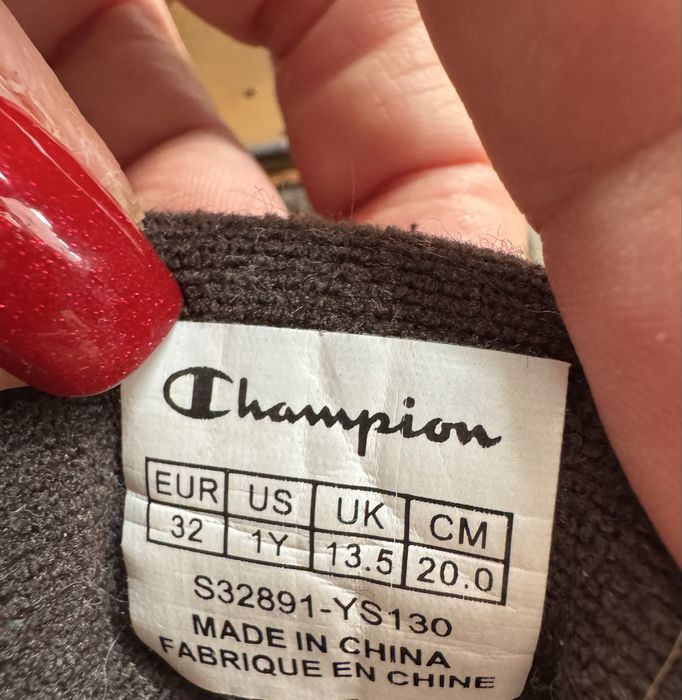 Champion
EUR US UK CM
32 1Y 13.5 20.0
S32891-YS130
MADE IN CHINA
FABRIQUE EN CHINE